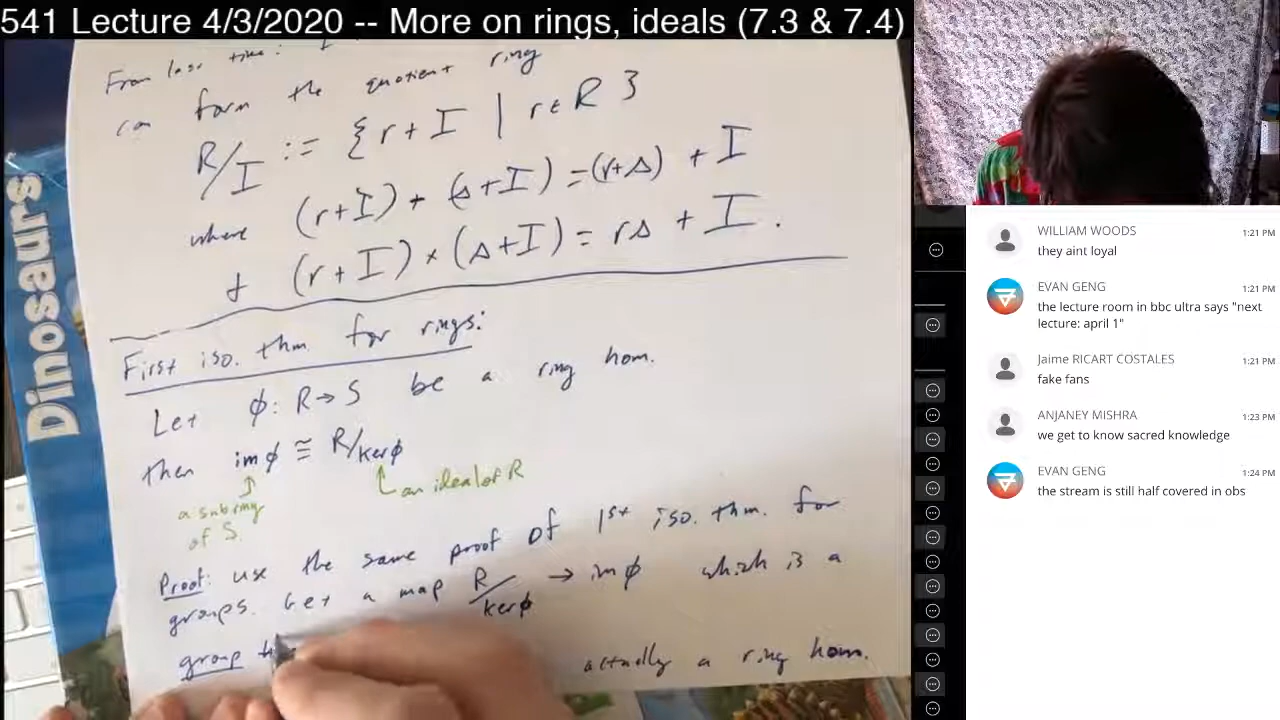 541 Lecture 4/3/2020 -- More on rings, ideals (7.3 & 7.4)
From last time:
can form the quotient ring
R/I := {r+I | r∈R}
where (r+I) + (s+I) = (r+s) + I
+ (r+I) × (s+I) = rs + I.
First iso. thm. for rings:
Let φ: R→S be a ring hom.
then imφ ≅ R/kerφ
an ideal of R
a subring
of S.
Proof: use the same proof of 1st iso. thm. for
groups. Get a map R/kerφ → imφ which is a
group
actually a ring hom.
Dinosaurs
WILLIAM WOODS 1:21 PM
they aint loyal
EVAN GENG 1:21 PM
the lecture room in bbc ultra says "next
lecture: april 1"
Jaime RICART COSTALES 1:21 PM
fake fans
ANJANEY MISHRA 1:23 PM
we get to know sacred knowledge
EVAN GENG 1:24 PM
the stream is still half covered in obs